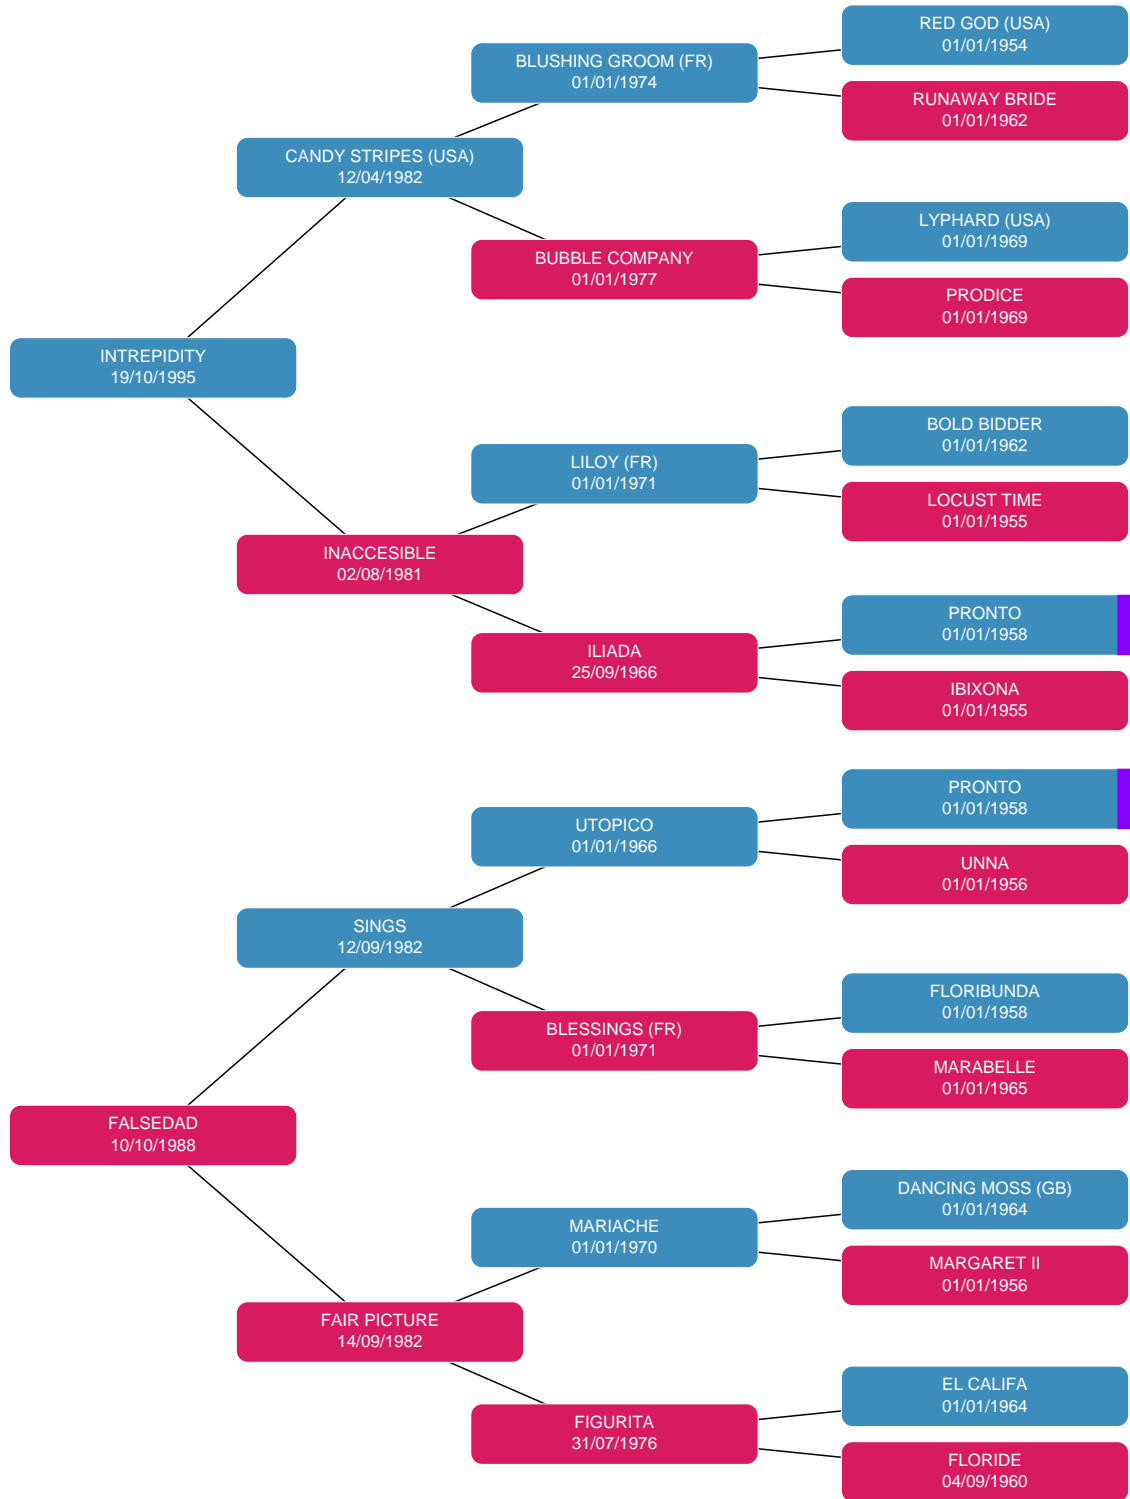 RED GOD (USA)
01/01/1954
BLUSHING GROOM (FR)
01/01/1974
RUNAWAY BRIDE
01/01/1962
CANDY STRIPES (USA)
12/04/1982
LYPHARD (USA)
01/01/1969
BUBBLE COMPANY
01/01/1977
PRODICE
01/01/1969
INTREPIDITY
19/10/1995
BOLD BIDDER
01/01/1962
LILOY (FR)
01/01/1971
LOCUST TIME
01/01/1955
INACCESIBLE
02/08/1981
PRONTO
01/01/1958
ILIADA
25/09/1966
IBIXONA
01/01/1955
PRONTO
01/01/1958
UTOPICO
01/01/1966
UNNA
01/01/1956
SINGS
12/09/1982
FLORIBUNDA
01/01/1958
BLESSINGS (FR)
01/01/1971
MARABELLE
01/01/1965
FALSEDAD
10/10/1988
DANCING MOSS (GB)
01/01/1964
MARIACHE
01/01/1970
MARGARET II
01/01/1956
FAIR PICTURE
14/09/1982
EL CALIFA
01/01/1964
FIGURITA
31/07/1976
FLORIDE
04/09/1960